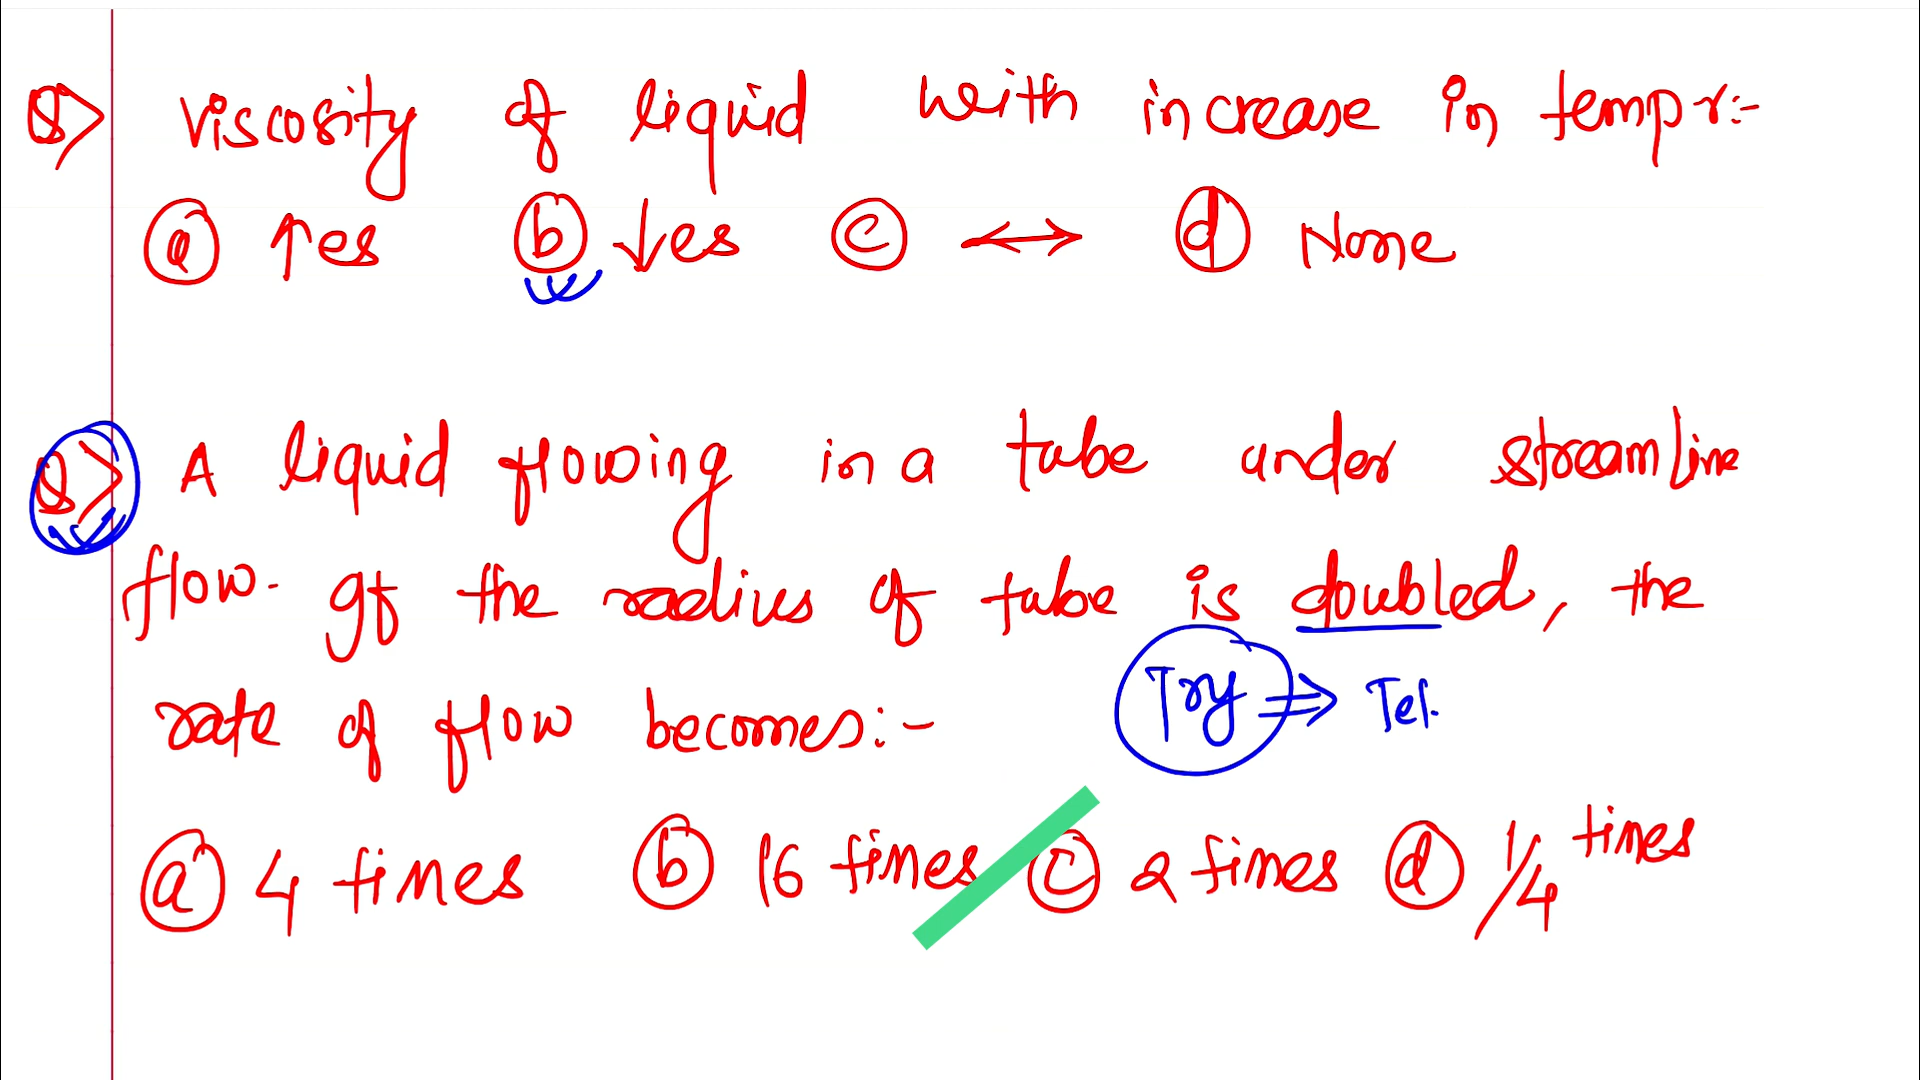 Q> Viscosity of liquid with increase in tempr:-
(a) ↑es (b) ↓es (c) ↔ (d) None
Q> A liquid flowing in a tube under streamline
flow. If the radius of tube is doubled, the
rate of flow becomes:-
Try ⇒ Tel.
(a) 4 times (b) 16 times (c) 2 times (d) 1/4 times